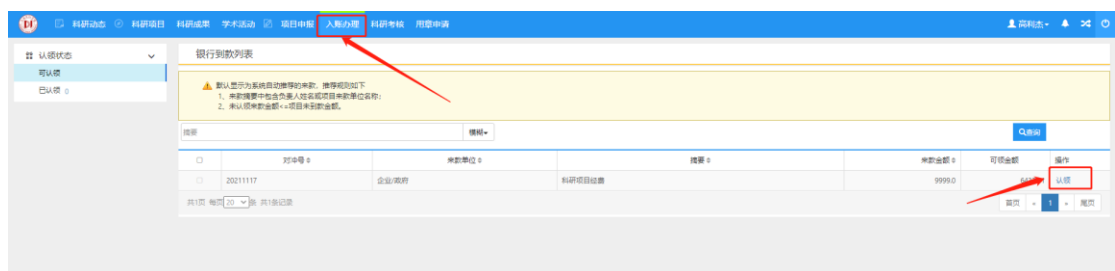 科研动态 科研项目 科研成果 学术活动 项目申报 入账办理 科研考核 用章申请
认领状态
可认领
已认领 0
银行到款列表
默认显示为系统自动推荐的来款，推荐规则如下
1、来款摘要中包含负责人姓名或项目来款单位名称；
2、未认领来款金额<=项目未到款金额。
摘要 模糊 查询
对冲号 来款单位 摘要 来款金额 可领金额 操作
20211117 企业/政府 科研项目经费 9999.0 认领
共1页 每页 20 条 共1条记录 首页 « 1 » 尾页